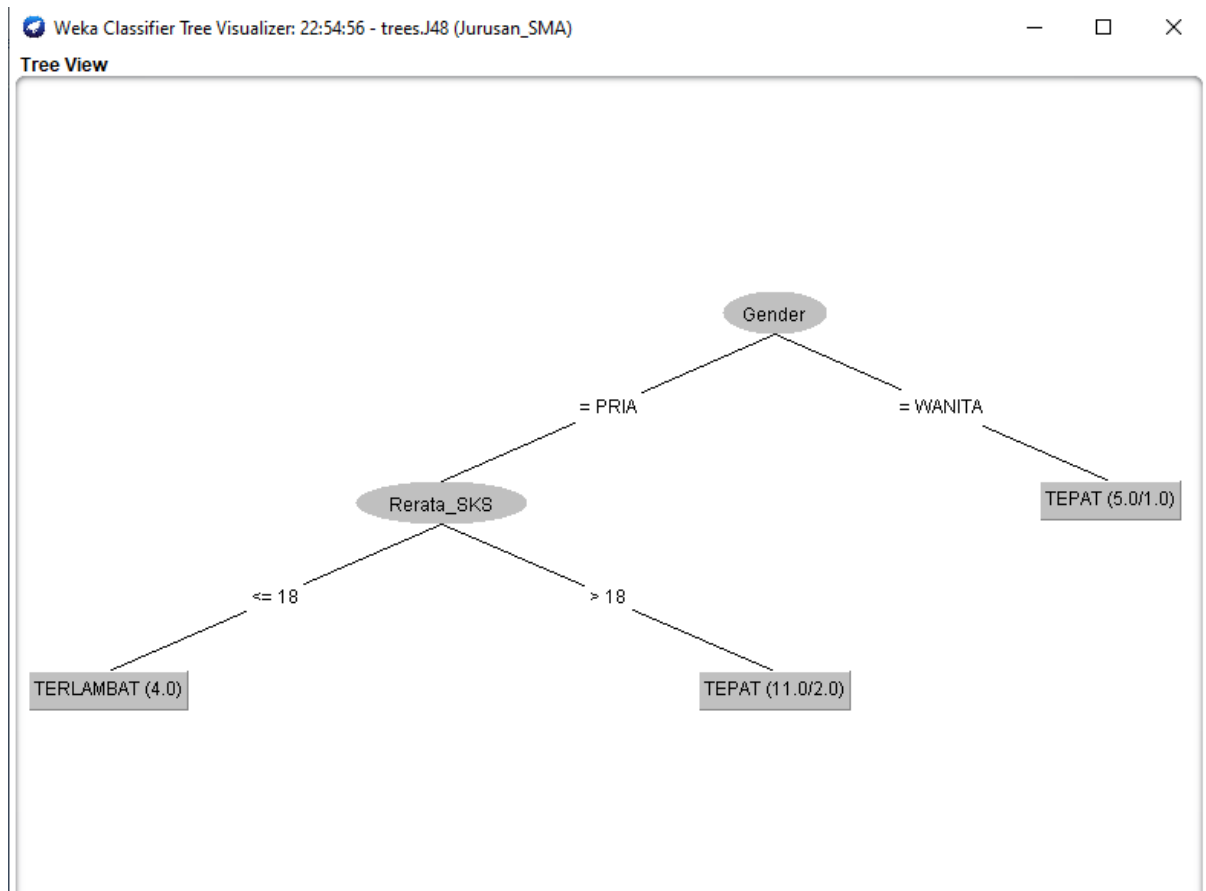 Weka Classifier Tree Visualizer: 22:54:56 - trees.J48 (Jurusan_SMA)
Tree View
Gender
= PRIA
= WANITA
Rerata_SKS
TEPAT (5.0/1.0)
<= 18
> 18
TERLAMBAT (4.0)
TEPAT (11.0/2.0)